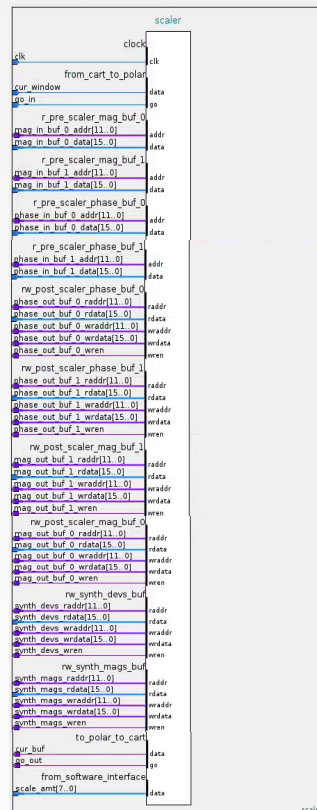 scaler
clock
clk
clk
from_cart_to_polar
cur_window
data
go_in
go
r_pre_scaler_mag_buf_0
mag_in_buf_0_addr[11..0]
addr
mag_in_buf_0_data[15..0]
data
r_pre_scaler_mag_buf_1
mag_in_buf_1_addr[11..0]
addr
mag_in_buf_1_data[15..0]
data
r_pre_scaler_phase_buf_0
phase_in_buf_0_addr[11..0]
addr
phase_in_buf_0_data[15..0]
data
r_pre_scaler_phase_buf_1
phase_in_buf_1_addr[11..0]
addr
phase_in_buf_1_data[15..0]
data
rw_post_scaler_phase_buf_0
phase_out_buf_0_raddr[11..0]
raddr
phase_out_buf_0_rdata[15..0]
rdata
phase_out_buf_0_wraddr[11..0]
wraddr
phase_out_buf_0_wrdata[15..0]
wrdata
phase_out_buf_0_wren
wren
rw_post_scaler_phase_buf_1
phase_out_buf_1_raddr[11..0]
raddr
phase_out_buf_1_rdata[15..0]
rdata
phase_out_buf_1_wraddr[11..0]
wraddr
phase_out_buf_1_wrdata[15..0]
wrdata
phase_out_buf_1_wren
wren
rw_post_scaler_mag_buf_1
mag_out_buf_1_raddr[11..0]
raddr
mag_out_buf_1_rdata[15..0]
rdata
mag_out_buf_1_wraddr[11..0]
wraddr
mag_out_buf_1_wrdata[15..0]
wrdata
mag_out_buf_1_wren
wren
rw_post_scaler_mag_buf_0
mag_out_buf_0_raddr[11..0]
raddr
mag_out_buf_0_rdata[15..0]
rdata
mag_out_buf_0_wraddr[11..0]
wraddr
mag_out_buf_0_wrdata[15..0]
wrdata
mag_out_buf_0_wren
wren
rw_synth_devs_buf
synth_devs_raddr[11..0]
raddr
synth_devs_rdata[15..0]
rdata
synth_devs_wraddr[11..0]
wraddr
synth_devs_wrdata[15..0]
wrdata
synth_devs_wren
wren
rw_synth_mags_buf
synth_mags_raddr[11..0]
raddr
synth_mags_rdata[15..0]
rdata
synth_mags_wraddr[11..0]
wraddr
synth_mags_wrdata[15..0]
wrdata
synth_mags_wren
wren
to_polar_to_cart
cur_buf
data
go_out
go
from_software_interface
scale_amt[7..0]
data